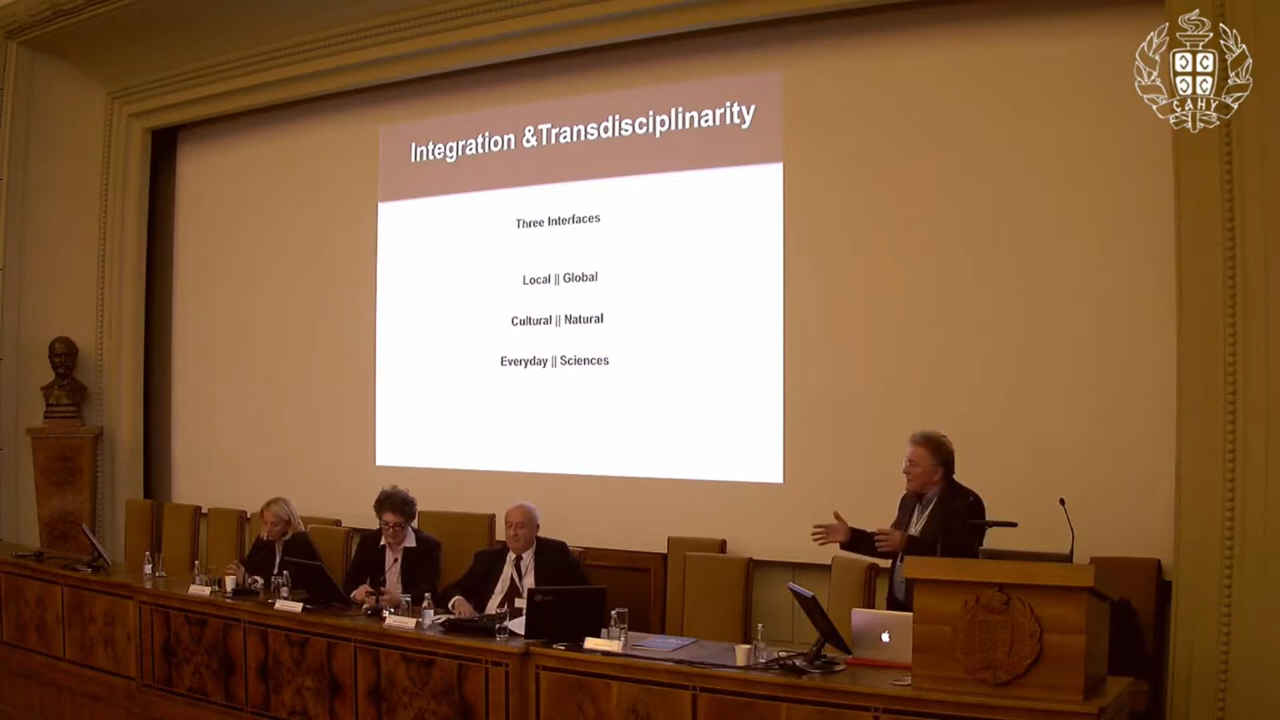 Integration &Transdisciplinarity
Three Interfaces
Local || Global
Cultural || Natural
Everyday || Sciences
САНУ